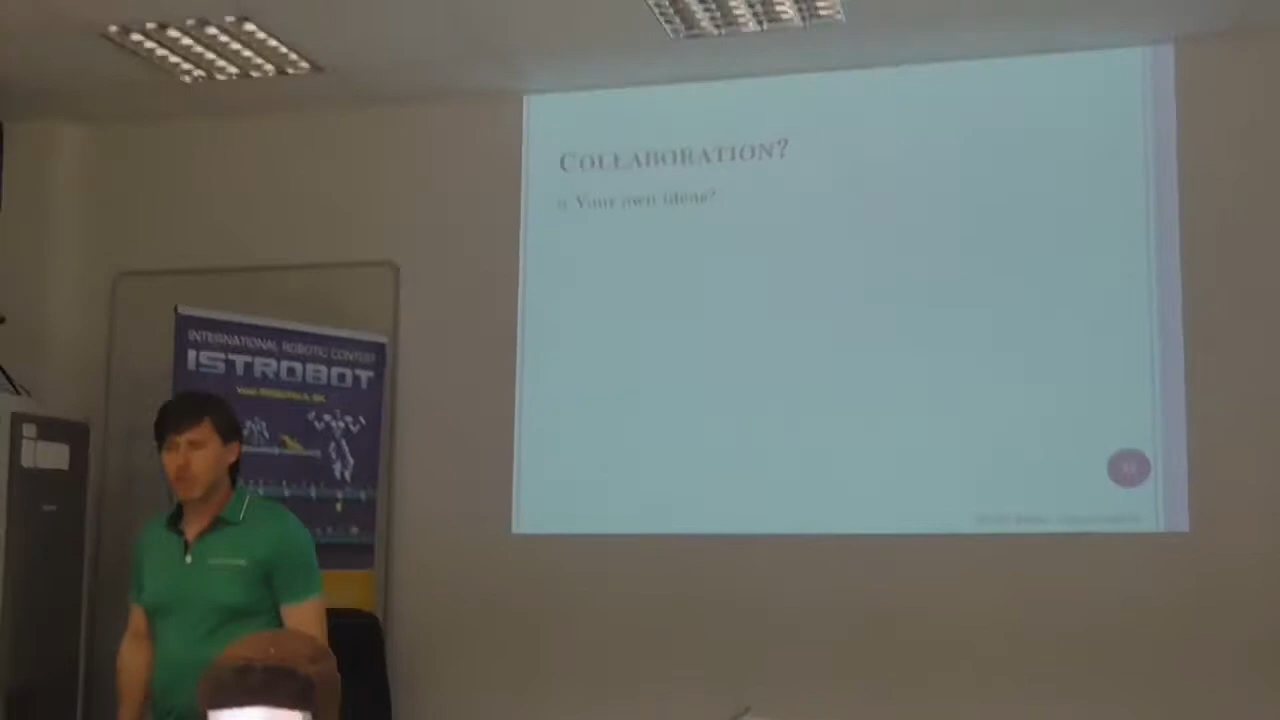 COLLABORATION?
Your own ideas?
INTERNATIONAL ROBOTIC CONTEST
ISTROBOT